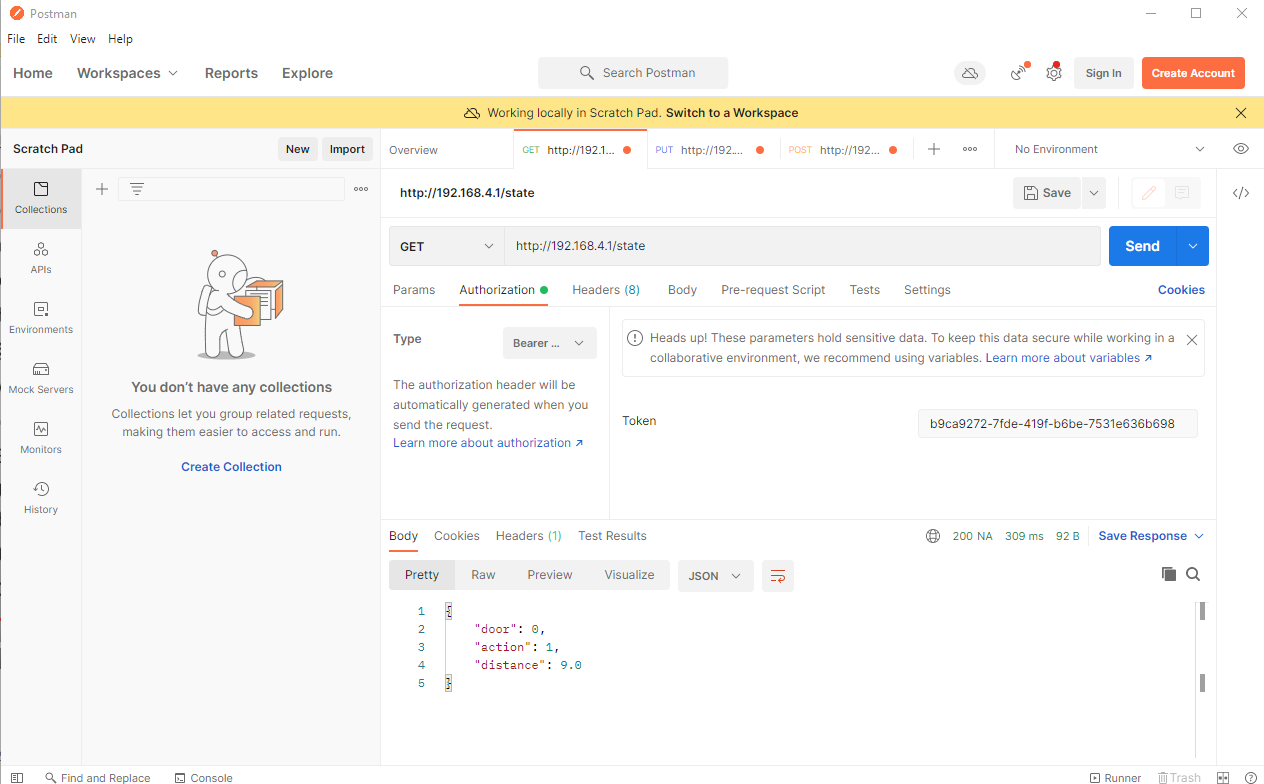 Postman
File Edit View Help
Home Workspaces Reports Explore Search Postman Sign In Create Account
Working locally in Scratch Pad. Switch to a Workspace
Scratch Pad New Import Overview GET http://192.1... PUT http://192.... POST http://192... No Environment
Collections
APIs
Environments
Mock Servers
Monitors
History
You don't have any collections
Collections let you group related requests,
making them easier to access and run.
Create Collection
http://192.168.4.1/state Save
GET http://192.168.4.1/state Send
Params Authorization Headers (8) Body Pre-request Script Tests Settings Cookies
Type Bearer ...
The authorization header will be
automatically generated when you
send the request.
Learn more about authorization ↗
Heads up! These parameters hold sensitive data. To keep this data secure while working in a
collaborative environment, we recommend using variables. Learn more about variables ↗
Token b9ca9272-7fde-419f-b6be-7531e636b698
Body Cookies Headers (1) Test Results 200 NA 309 ms 92 B Save Response
Pretty Raw Preview Visualize JSON
1 {
2 "door": 0,
3 "action": 1,
4 "distance": 9.0
5 }
Find and Replace Console Runner Trash